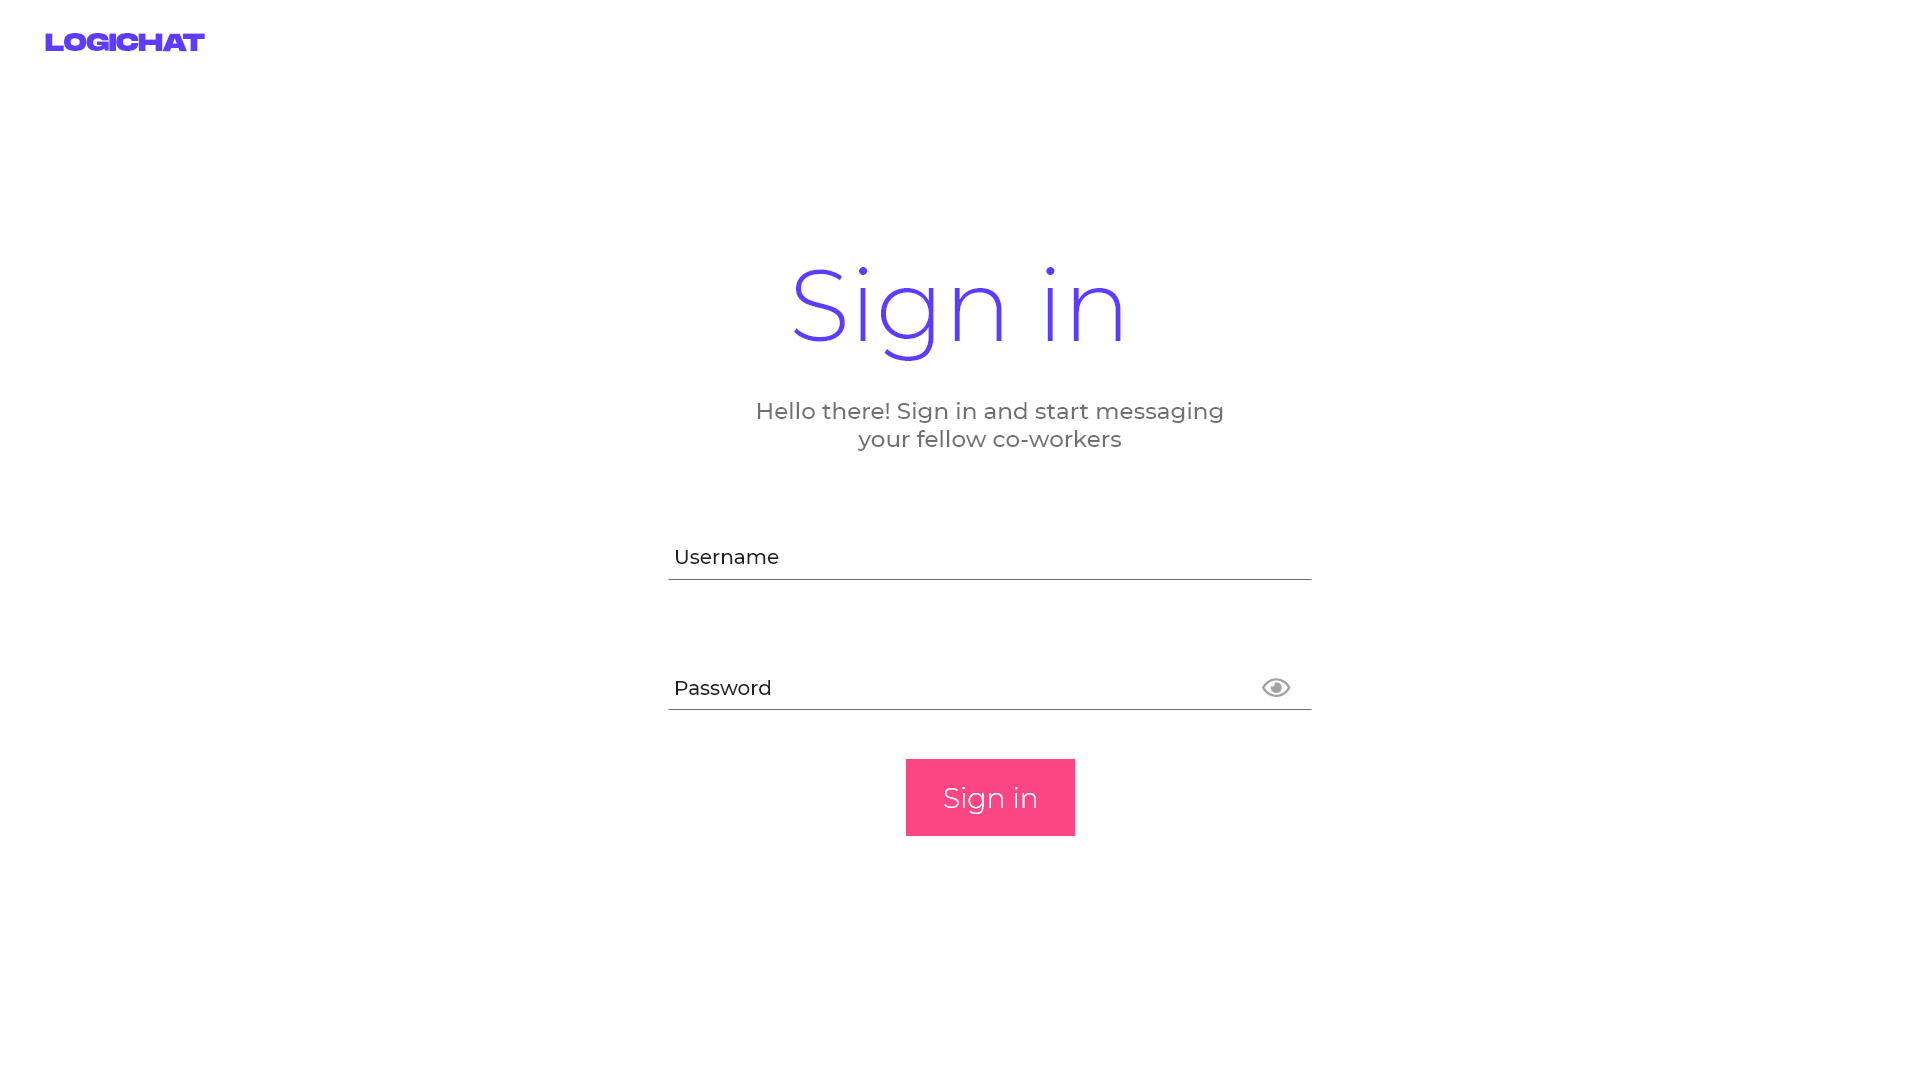 LOGICHAT
Sign in
Hello there! Sign in and start messaging
your fellow co-workers
Username
Password
Sign in